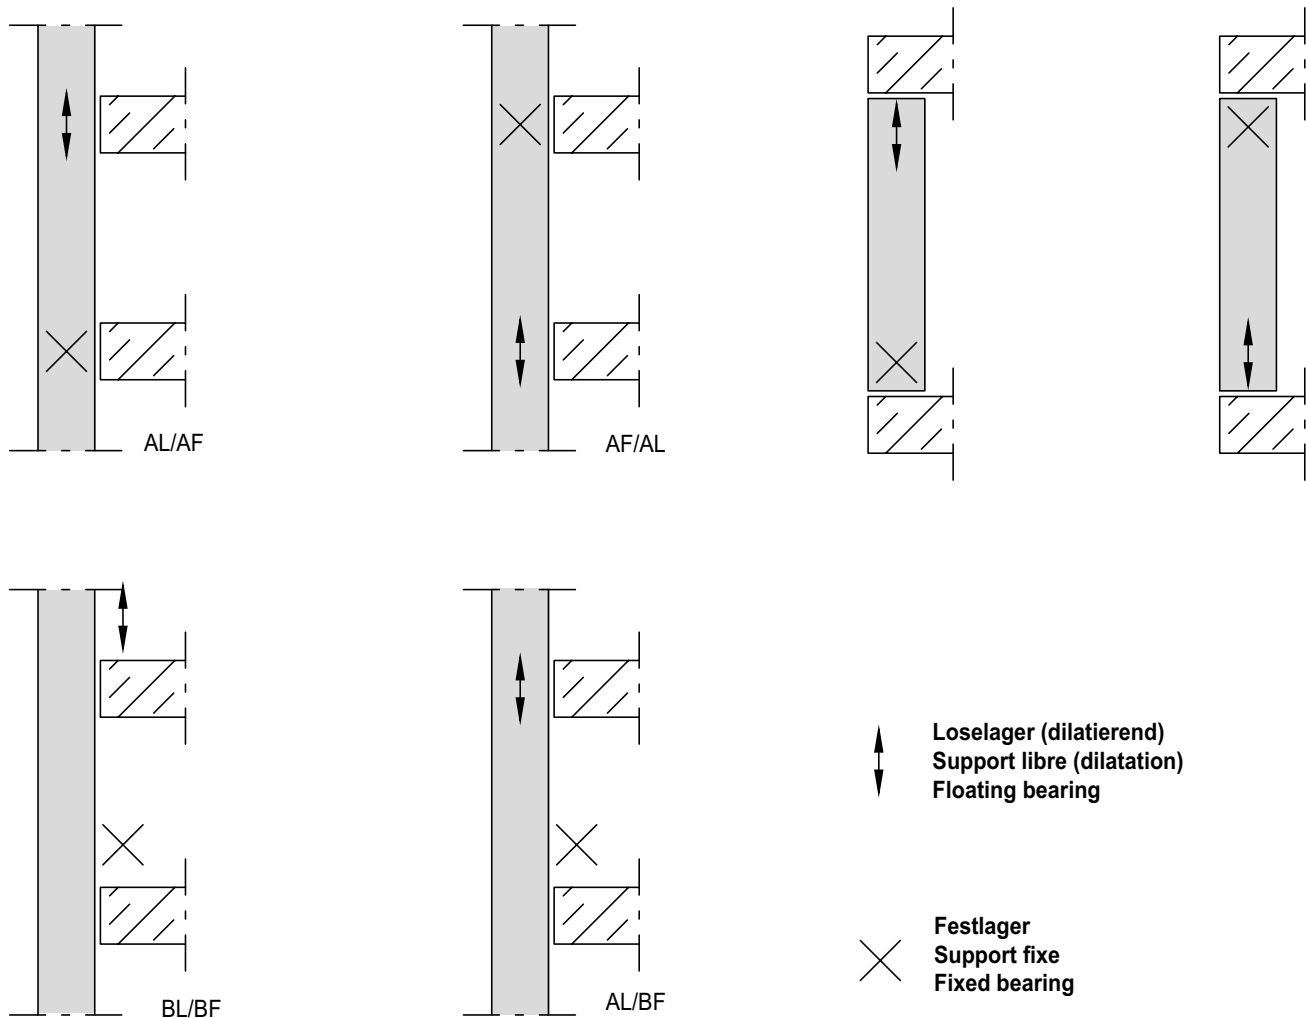 AL/AF
AF/AL
Loselager (dilatierend)
Support libre (dilatation)
Floating bearing
Festlager
Support fixe
Fixed bearing
BL/BF
AL/BF